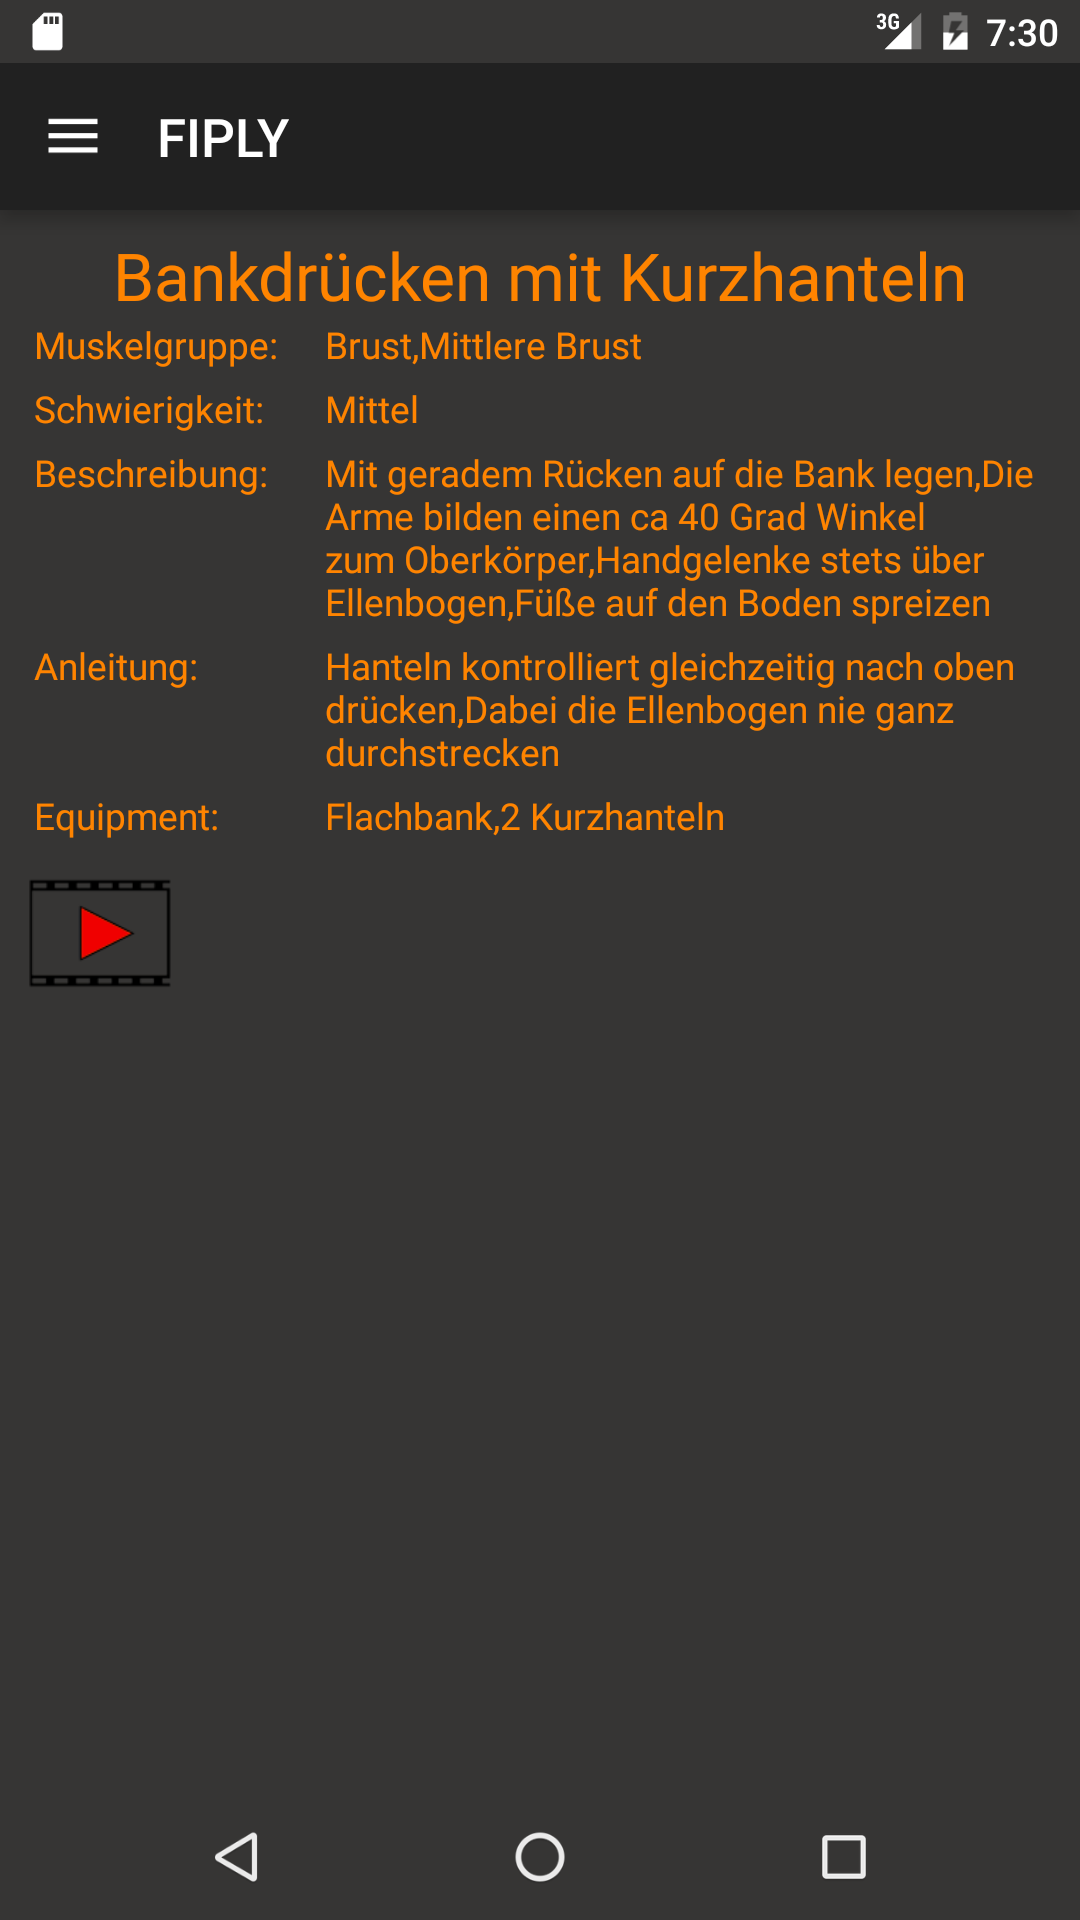 3G 7:30
FIPLY
Bankdrücken mit Kurzhanteln
Muskelgruppe: Brust,Mittlere Brust
Schwierigkeit: Mittel
Beschreibung: Mit geradem Rücken auf die Bank legen,Die
Arme bilden einen ca 40 Grad Winkel
zum Oberkörper,Handgelenke stets über
Ellenbogen,Füße auf den Boden spreizen
Anleitung: Hanteln kontrolliert gleichzeitig nach oben
drücken,Dabei die Ellenbogen nie ganz
durchstrecken
Equipment: Flachbank,2 Kurzhanteln